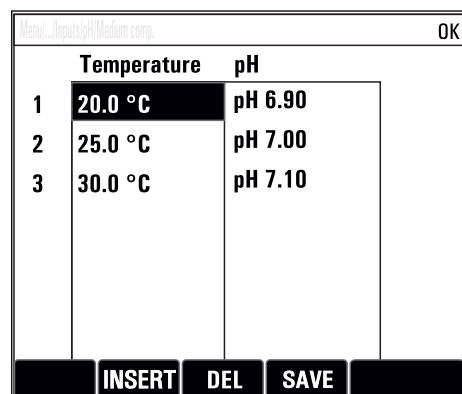 Menu/.../Inputs/pH/Medium comp. OK
Temperature pH
1 20.0 °C pH 6.90
2 25.0 °C pH 7.00
3 30.0 °C pH 7.10
INSERT DEL SAVE